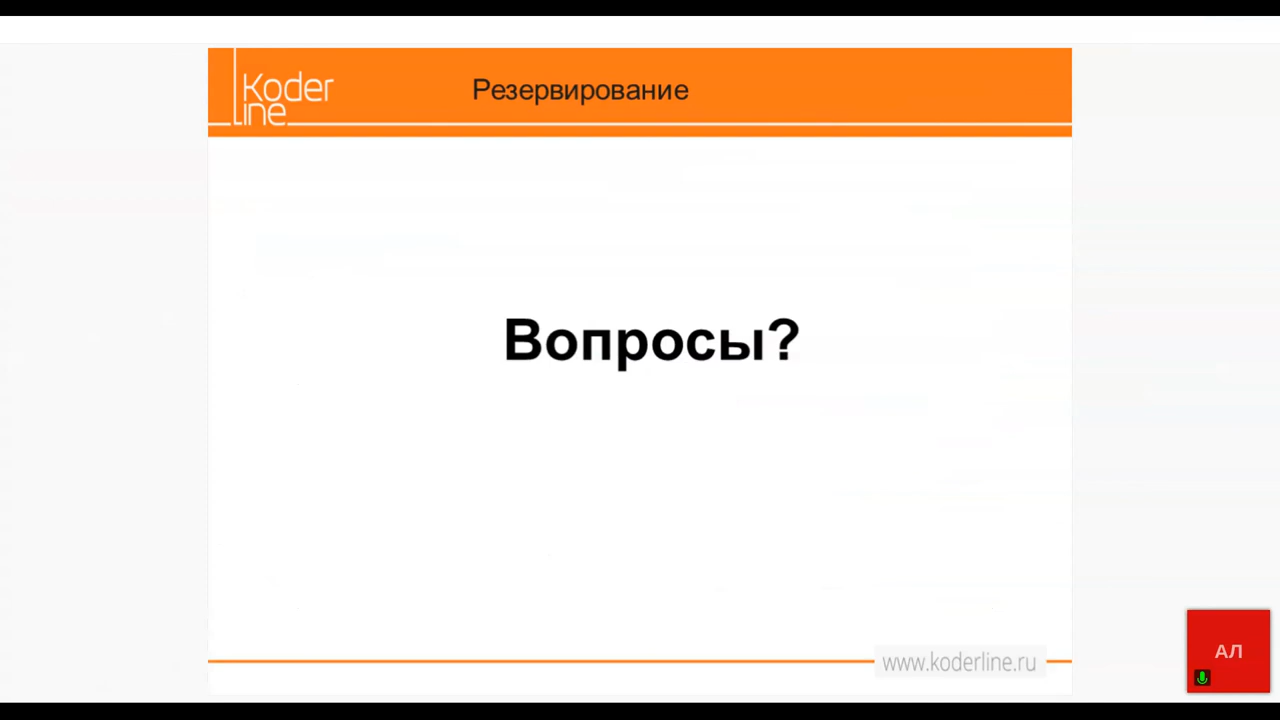 Koder
line
Резервирование
Вопросы?
www.koderline.ru
АЛ